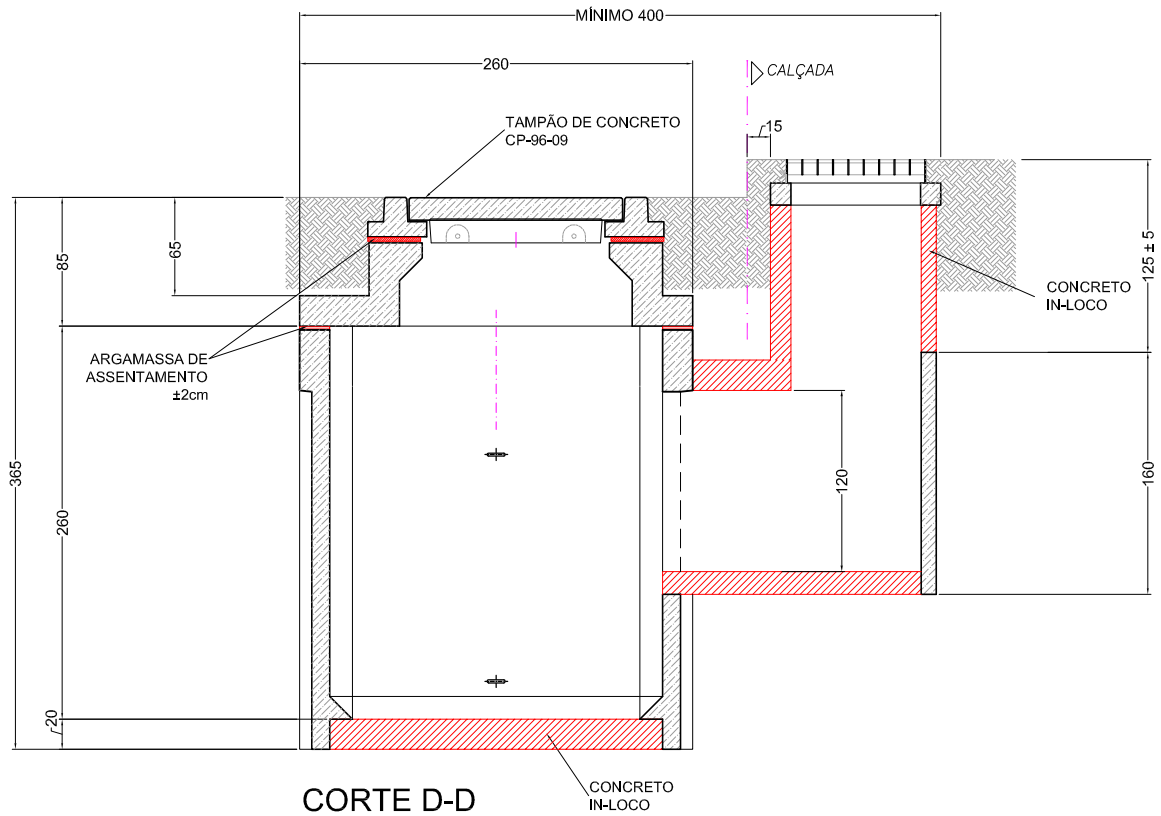 MÍNIMO 400
260
CALÇADA
TAMPÃO DE CONCRETO
CP-96-09
15
65
85
125 ± 5
CONCRETO
IN-LOCO
ARGAMASSA DE
ASSENTAMENTO
±2cm
365
260
120
160
20
CORTE D-D
CONCRETO
IN-LOCO